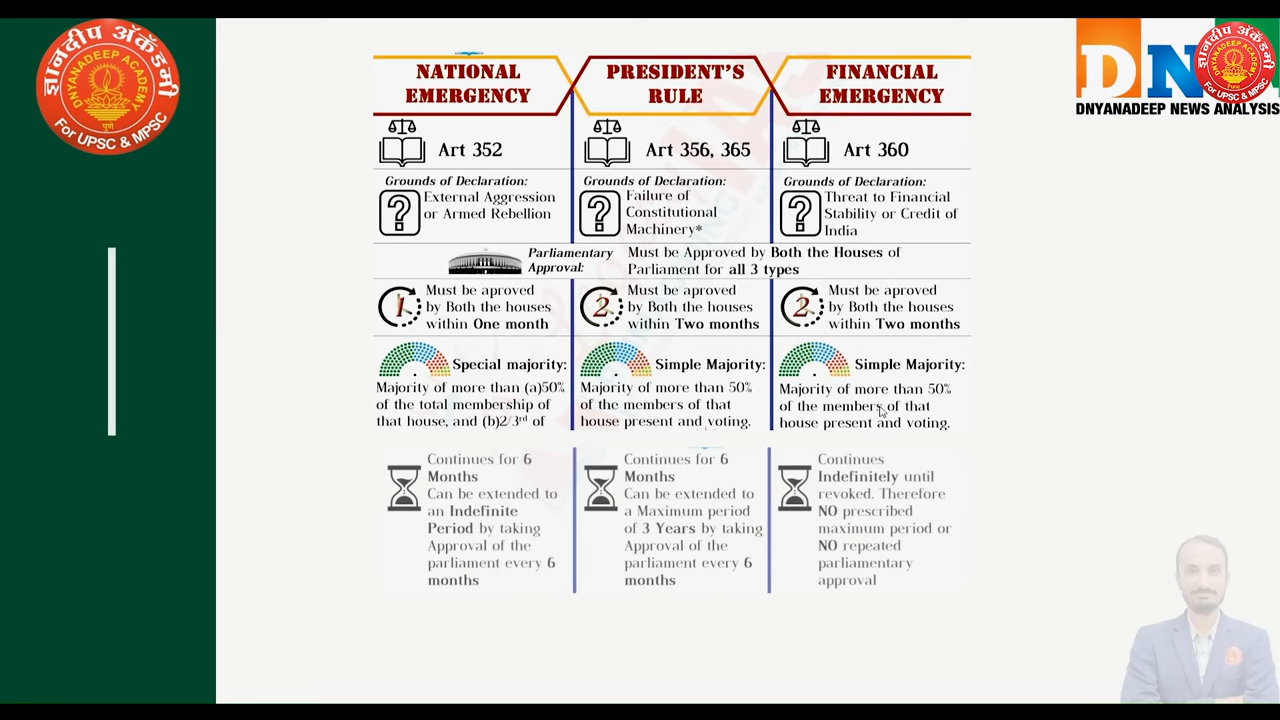 ज्ञानदीप अॅकॅडमी
DNYANADEEP ACADEMY
पुणे
For UPSC & MPSC
DNA
DNYANADEEP NEWS ANALYSIS
NATIONAL
EMERGENCY
PRESIDENT'S
RULE
FINANCIAL
EMERGENCY
Art 352
Art 356, 365
Art 360
Grounds of Declaration:
External Aggression
or Armed Rebellion
Grounds of Declaration:
Failure of
Constitutional
Machinery*
Grounds of Declaration:
Threat to Financial
Stability or Credit of
India
Parliamentary
Approval:
Must be Approved by Both the Houses of
Parliament for all 3 types
1
Must be aproved
by Both the houses
within One month
2
Must be aproved
by Both the houses
within Two months
2
Must be aproved
by Both the houses
within Two months
Special majority:
Majority of more than (a)50%
of the total membership of
that house, and (b)2/3rd of
Simple Majority:
Majority of more than 50%
of the members of that
house present and voting.
Simple Majority:
Majority of more than 50%
of the members of that
house present and voting.
Continues for 6
Months
Can be extended to
an Indefinite
Period by taking
Approval of the
parliament every 6
months
Continues for 6
Months
Can be extended to
a Maximum period
of 3 Years by taking
Approval of the
parliament every 6
months
Continues
Indefinitely until
revoked. Therefore
NO prescribed
maximum period or
NO repeated
parliamentary
approval